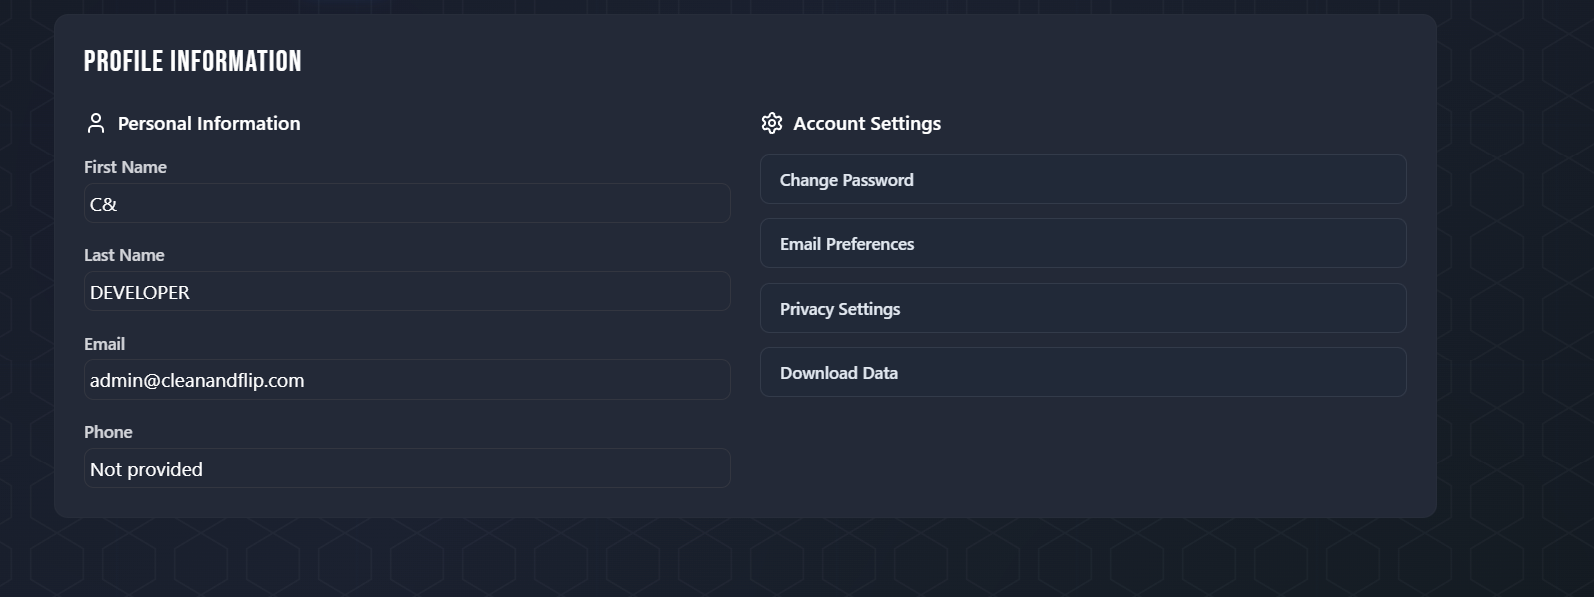 PROFILE INFORMATION
Personal Information
First Name
C&
Last Name
DEVELOPER
Email
admin@cleanandflip.com
Phone
Not provided
Account Settings
Change Password
Email Preferences
Privacy Settings
Download Data